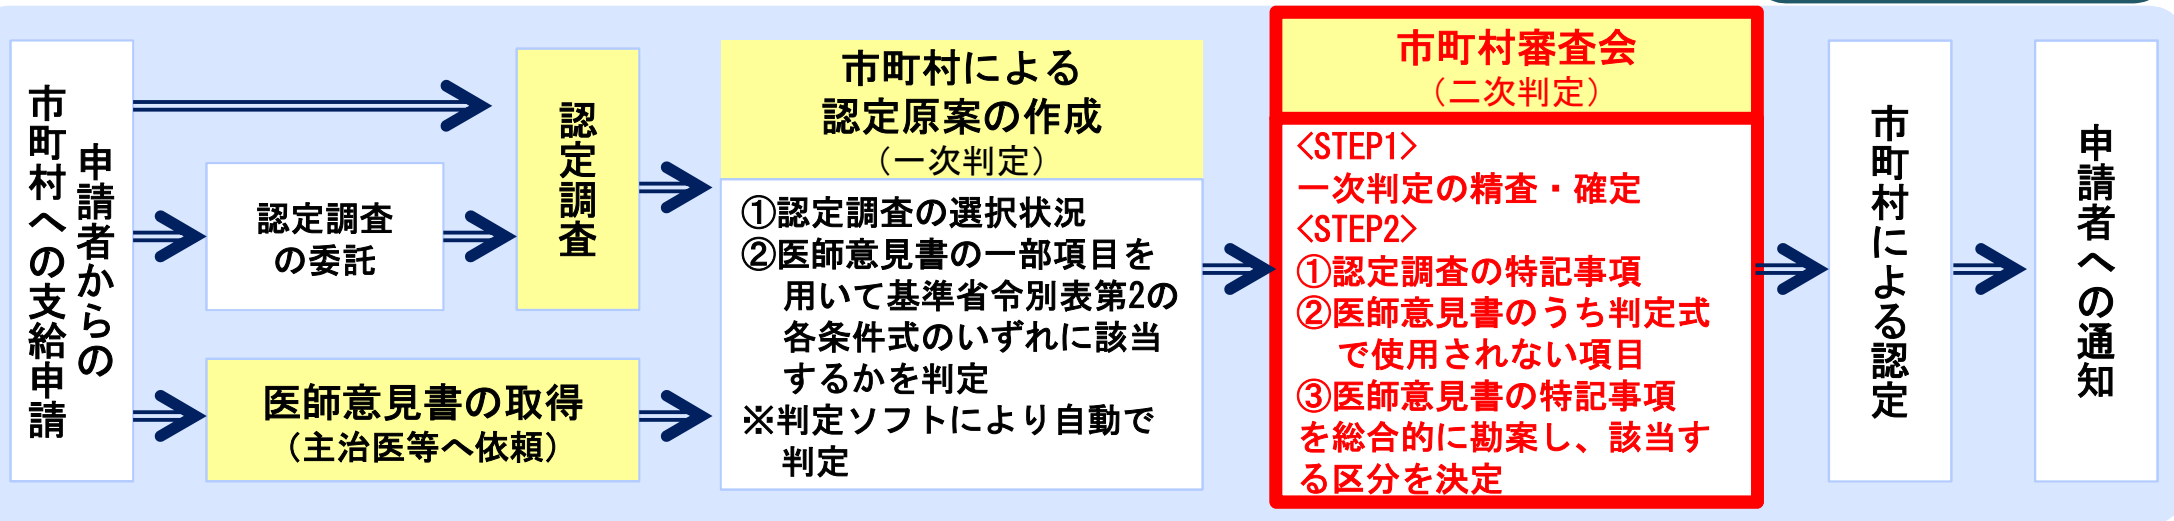 申請者からの
市町村への支給申請
認定調査
の委託
認定調査
医師意見書の取得
（主治医等へ依頼）
市町村による
認定原案の作成
（一次判定）
①認定調査の選択状況
②医師意見書の一部項目を
用いて基準省令別表第2の
各条件式のいずれに該当
するかを判定
※判定ソフトにより自動で
判定
市町村審査会
（二次判定）
<STEP1>
一次判定の精査・確定
<STEP2>
①認定調査の特記事項
②医師意見書のうち判定式
で使用されない項目
③医師意見書の特記事項
を総合的に勘案し、該当す
る区分を決定
市町村による認定
申請者への通知